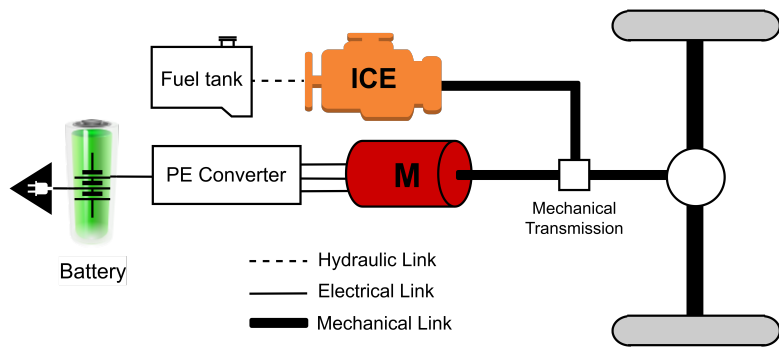 Fuel tank
ICE
PE Converter
M
Mechanical
Transmission
Battery
Hydraulic Link
Electrical Link
Mechanical Link